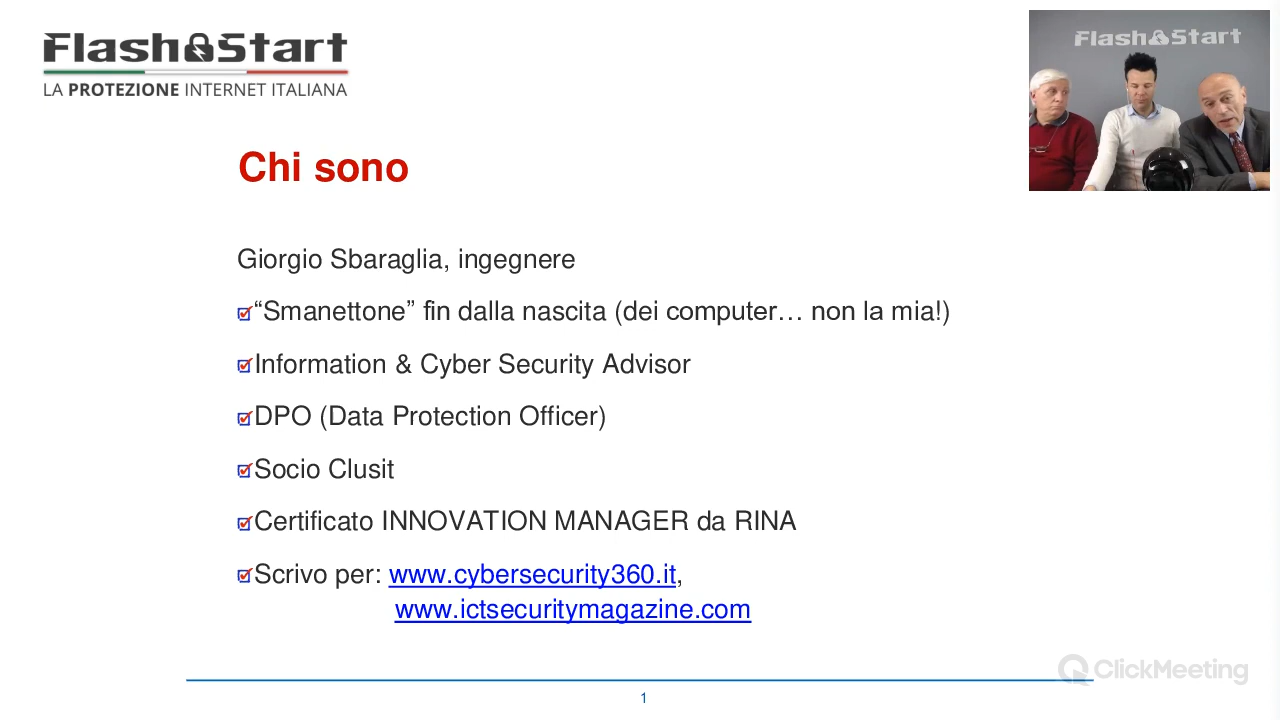 Flash Start
LA PROTEZIONE INTERNET ITALIANA
Flash Start
Chi sono
Giorgio Sbaraglia, ingegnere
“Smanettone” fin dalla nascita (dei computer… non la mia!)
Information & Cyber Security Advisor
DPO (Data Protection Officer)
Socio Clusit
Certificato INNOVATION MANAGER da RINA
Scrivo per: www.cybersecurity360.it,
www.ictsecuritymagazine.com
ClickMeeting
1